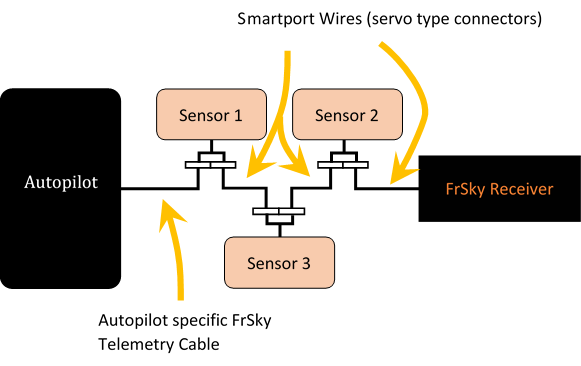 Smartport Wires (servo type connectors)
Sensor 1
Sensor 2
Autopilot
FrSky Receiver
Sensor 3
Autopilot specific FrSky
Telemetry Cable